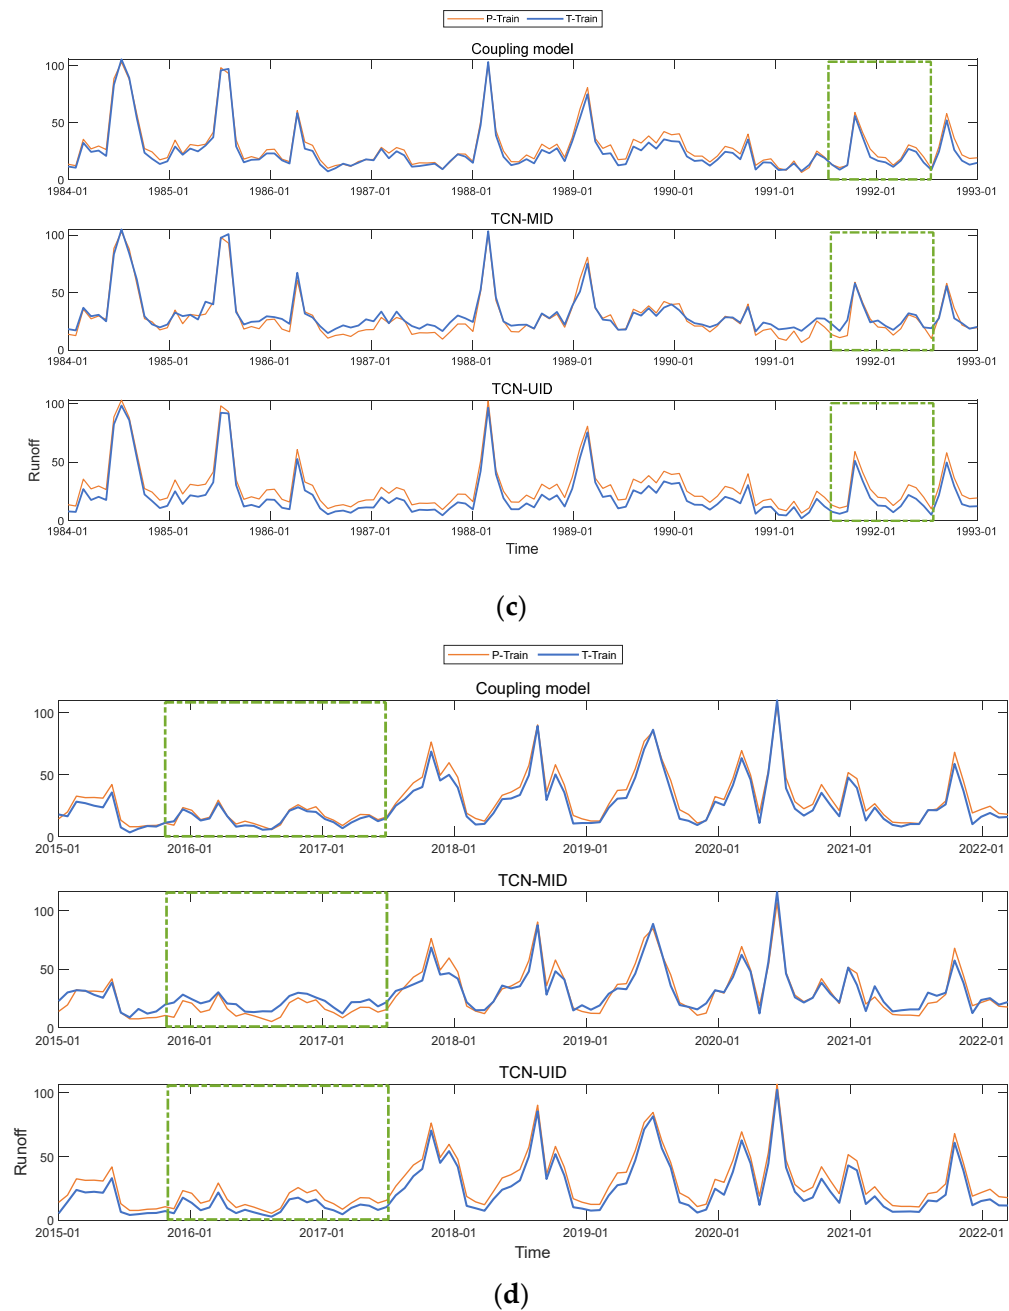 P-Train T-Train
Coupling model
100
50
0
1984-01 1985-01 1986-01 1987-01 1988-01 1989-01 1990-01 1991-01 1992-01 1993-01
TCN-MID
100
50
0
1984-01 1985-01 1986-01 1987-01 1988-01 1989-01 1990-01 1991-01 1992-01 1993-01
TCN-UID
100
50
0
Runoff
1984-01 1985-01 1986-01 1987-01 1988-01 1989-01 1990-01 1991-01 1992-01 1993-01
Time
(c)
P-Train T-Train
Coupling model
100
50
0
2015-01 2016-01 2017-01 2018-01 2019-01 2020-01 2021-01 2022-01
TCN-MID
100
50
0
2015-01 2016-01 2017-01 2018-01 2019-01 2020-01 2021-01 2022-01
TCN-UID
100
50
0
Runoff
2015-01 2016-01 2017-01 2018-01 2019-01 2020-01 2021-01 2022-01
Time
(d)